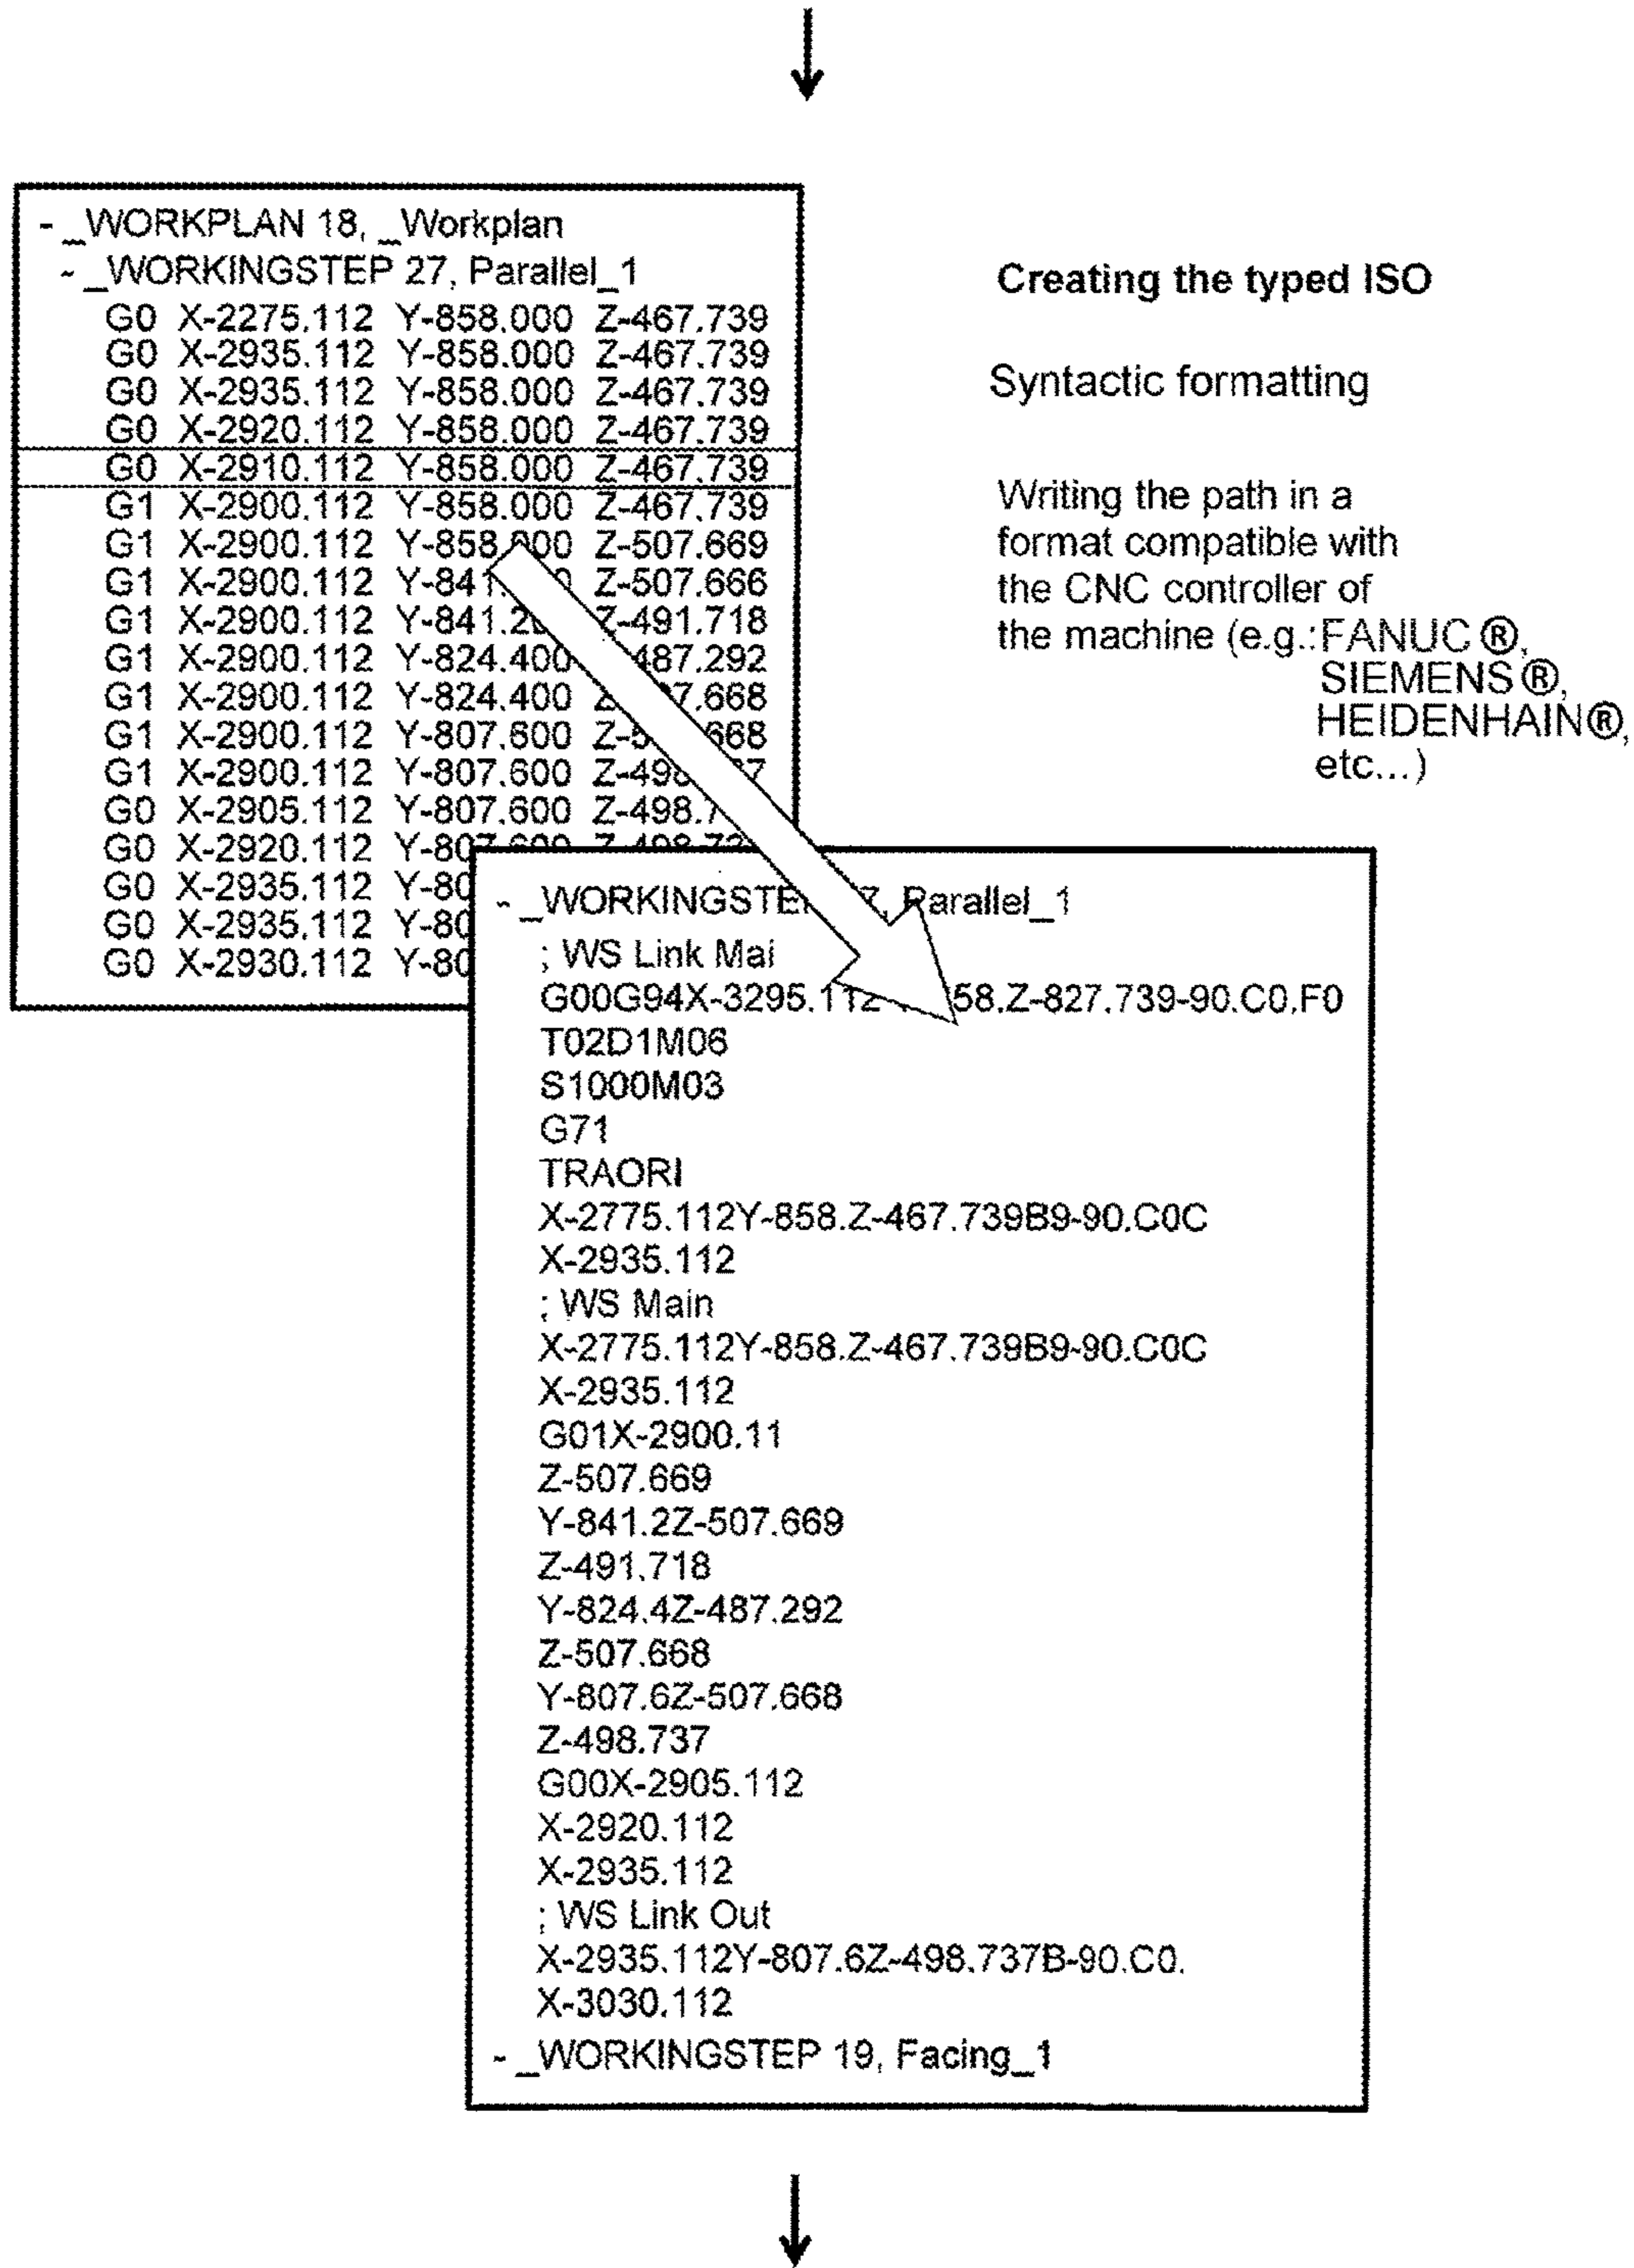 - _WORKPLAN 18, _Workplan
- _WORKINGSTEP 27, Parallel_1
G0 X-2275.112 Y-858.000 Z-467.739
G0 X-2935.112 Y-858.000 Z-467.739
G0 X-2935.112 Y-858.000 Z-467.739
G0 X-2920.112 Y-858.000 Z-467.739
G0 X-2910.112 Y-858.000 Z-467.739
G1 X-2900.112 Y-858.000 Z-467.739
G1 X-2900.112 Z-507.669
G1 X-2900.112 Z-507.666
G1 X-2900.112 Z-491.718
G1 X-2900.112 Y-824.400
G1 X-2900.112 Y-824.400
G1 X-2900.112 Y-807.600
G1 X-2900.112 Y-807.600
G0 X-2905.112 Y-807.600
G0 X-2920.112
G0 X-2935.112
G0 X-2935.112
G0 X-2930.112
Creating the typed ISO
Syntactic formatting
Writing the path in a
format compatible with
the CNC controller of
the machine (e.g.:FANUC®,
SIEMENS®,
HEIDENHAIN®,
etc...)
- Parallel_1
; WS Link Mai
G00G94X-3295.112 58.Z-827.739-90.C0.F0
T02D1M06
S1000M03
G71
TRAORI
X-2775.112Y-858.Z-467.739B9-90.C0C
X-2935.112
; WS Main
X-2775.112Y-858.Z-467.739B9-90.C0C
X-2935.112
G01X-2900.11
Z-507.669
Y-841.2Z-507.669
Z-491.718
Y-824.4Z-487.292
Z-507.668
Y-807.6Z-507.668
Z-498.737
G00X-2905.112
X-2920.112
X-2935.112
; WS Link Out
X-2935.112Y-807.6Z-498.737B-90.C0.
X-3030.112
- _WORKINGSTEP 19, Facing_1